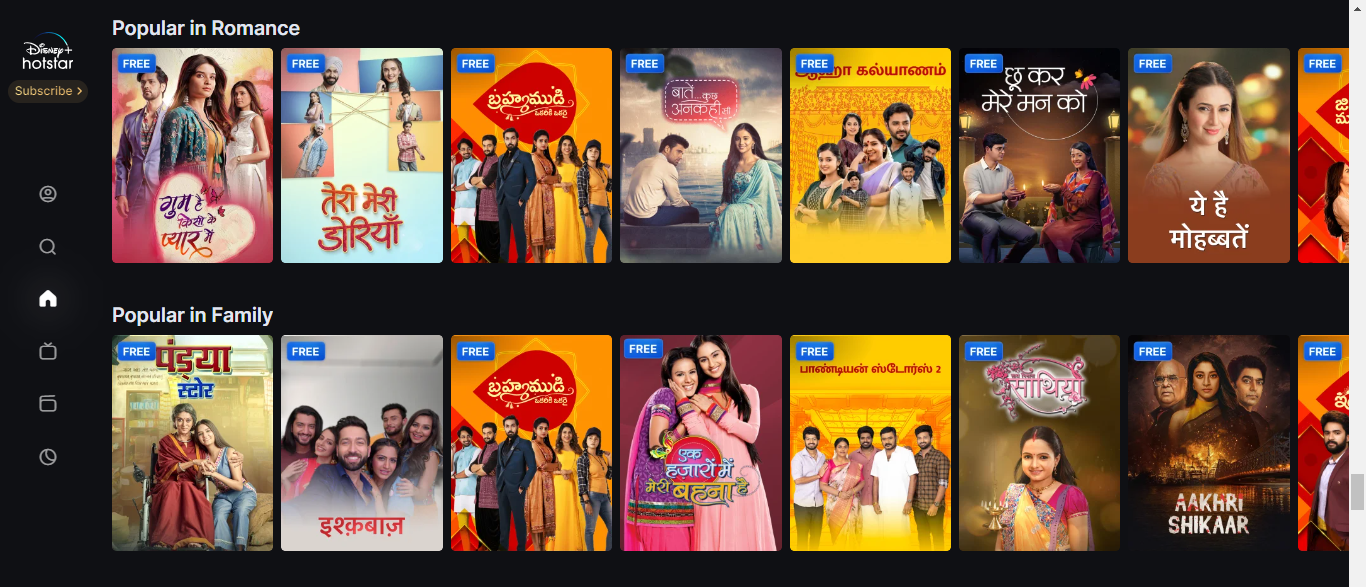 Popular in Romance
Disney+
hotstar
Subscribe >
FREE
गुम है
किसी के
प्यार में
FREE
तेरी मेरी
डोरियाँ
FREE
బ్రహ్మముడి
FREE
बातें...कुछ
अनकही सी
FREE
ஆஹா கல்யாணம்
FREE
छू कर
मेरे मन को
FREE
ये है
मोहब्बतें
FREE
Popular in Family
FREE
पंड्या
स्टोर
FREE
इश्क़बाज़
FREE
బ్రహ్మముడి
FREE
एक
हज़ारों में
मेरी बहना है
FREE
பாண்டியன் ஸ்டோர்ஸ் 2
FREE
साथिया
FREE
AAKHRI
SHIKAAR
FREE